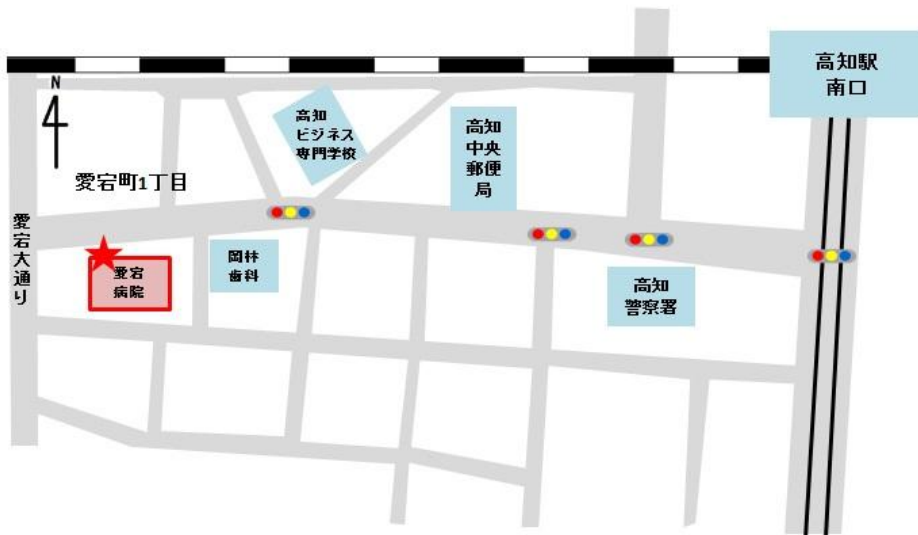 高知駅
南口
N
高知
ビジネス
専門学校
高知
中央
郵便
局
愛宕町1丁目
愛宕大通り
愛宕
病院
岡林
歯科
高知
警察署